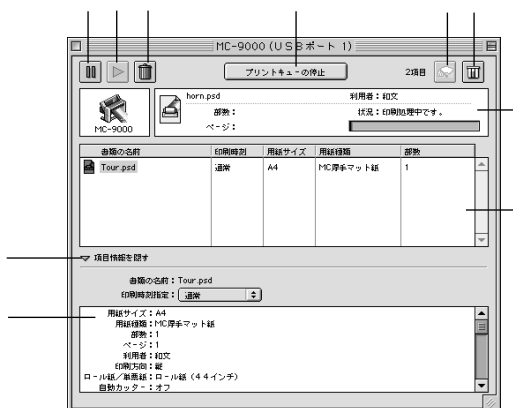 MC-9000 (USBポート 1)
プリントキューの停止
2項目
MC-9000
horn.psd
利用者：和文
部数：
状況：印刷処理中です。
ページ：
書類の名前 印刷時刻 用紙サイズ 用紙種類 部数
Tour.psd 通常 A4 MC厚手マット紙 1
項目情報を隠す
書類の名前：Tour.psd
印刷時刻指定：通常
用紙サイズ：A4
用紙種類：MC厚手マット紙
部数：1
ページ：1
利用者：和文
印刷方向：縦
ロール紙／単票紙：ロール紙（44インチ）
自動カッター：オフ